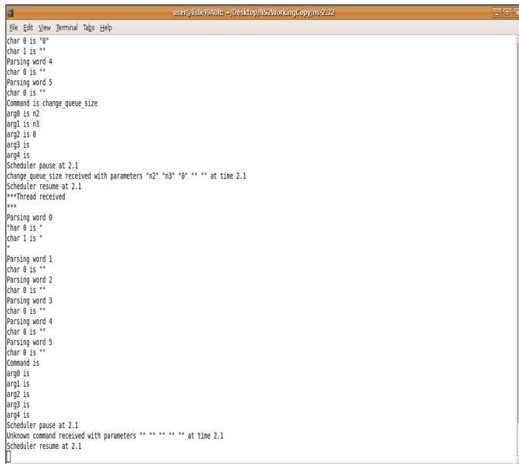 File Edit View Terminal Tabs Help
char 0 is "0"
char 1 is ""
Parsing word 4
char 0 is ""
Parsing word 5
char 0 is ""
Command is change_queue_size
arg0 is n2
arg1 is n3
arg2 is 0
arg3 is
arg4 is
Scheduler pause at 2.1
change_queue_size received with parameters "n2" "n3" "0" "" "" at time 2.1
Scheduler resume at 2.1
***Thread received
***
Parsing word 0
"har 0 is "
char 1 is "
"
Parsing word 1
char 0 is ""
Parsing word 2
char 0 is ""
Parsing word 3
char 0 is ""
Parsing word 4
char 0 is ""
Parsing word 5
char 0 is ""
Command is
arg0 is
arg1 is
arg2 is
arg3 is
arg4 is
Scheduler pause at 2.1
Unknown command received with parameters "" "" "" "" "" at time 2.1
Scheduler resume at 2.1